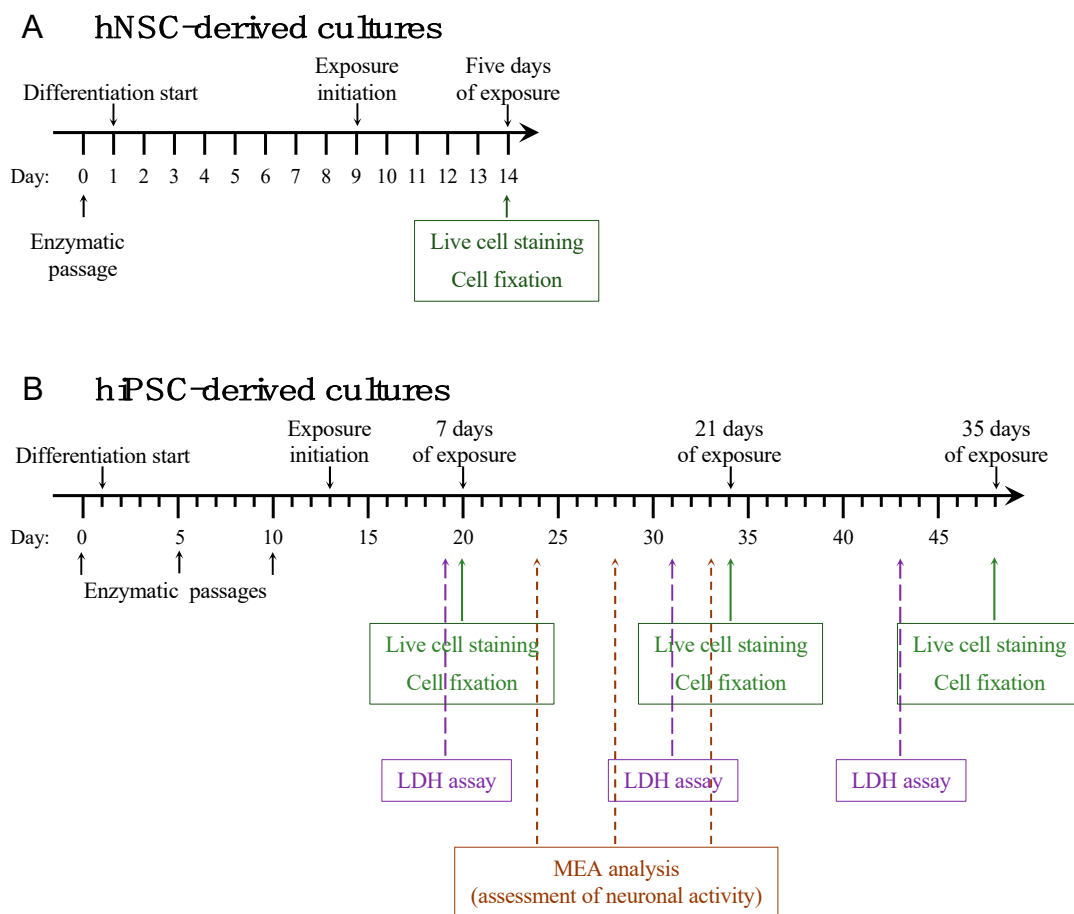 A hNSC-derived cultures
Exposure
initiation
Five days
of exposure
Differentiation start
Day: 0 1 2 3 4 5 6 7 8 9 10 11 12 13 14
Enzymatic
passage
Live cell staining
Cell fixation
B hiPSC-derived cultures
Exposure
initiation
7 days
of exposure
21 days
of exposure
35 days
of exposure
Differentiation start
Day: 0 5 10 15 20 25 30 35 40 45
Enzymatic passages
Live cell staining
Cell fixation
Live cell staining
Cell fixation
Live cell staining
Cell fixation
LDH assay
LDH assay
LDH assay
MEA analysis
(assessment of neuronal activity)